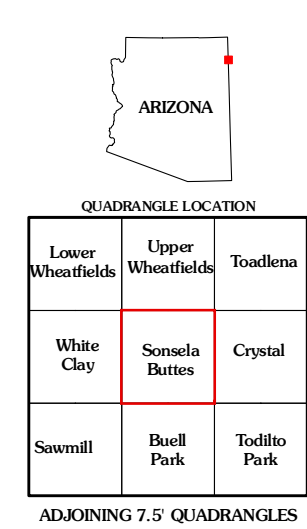 ARIZONA
QUADRANGLE LOCATION
Lower
Wheatfields
Upper
Wheatfields
Toadlena
White
Clay
Sonsela
Buttes
Crystal
Sawmill
Buell
Park
Todilto
Park
ADJOINING 7.5' QUADRANGLES